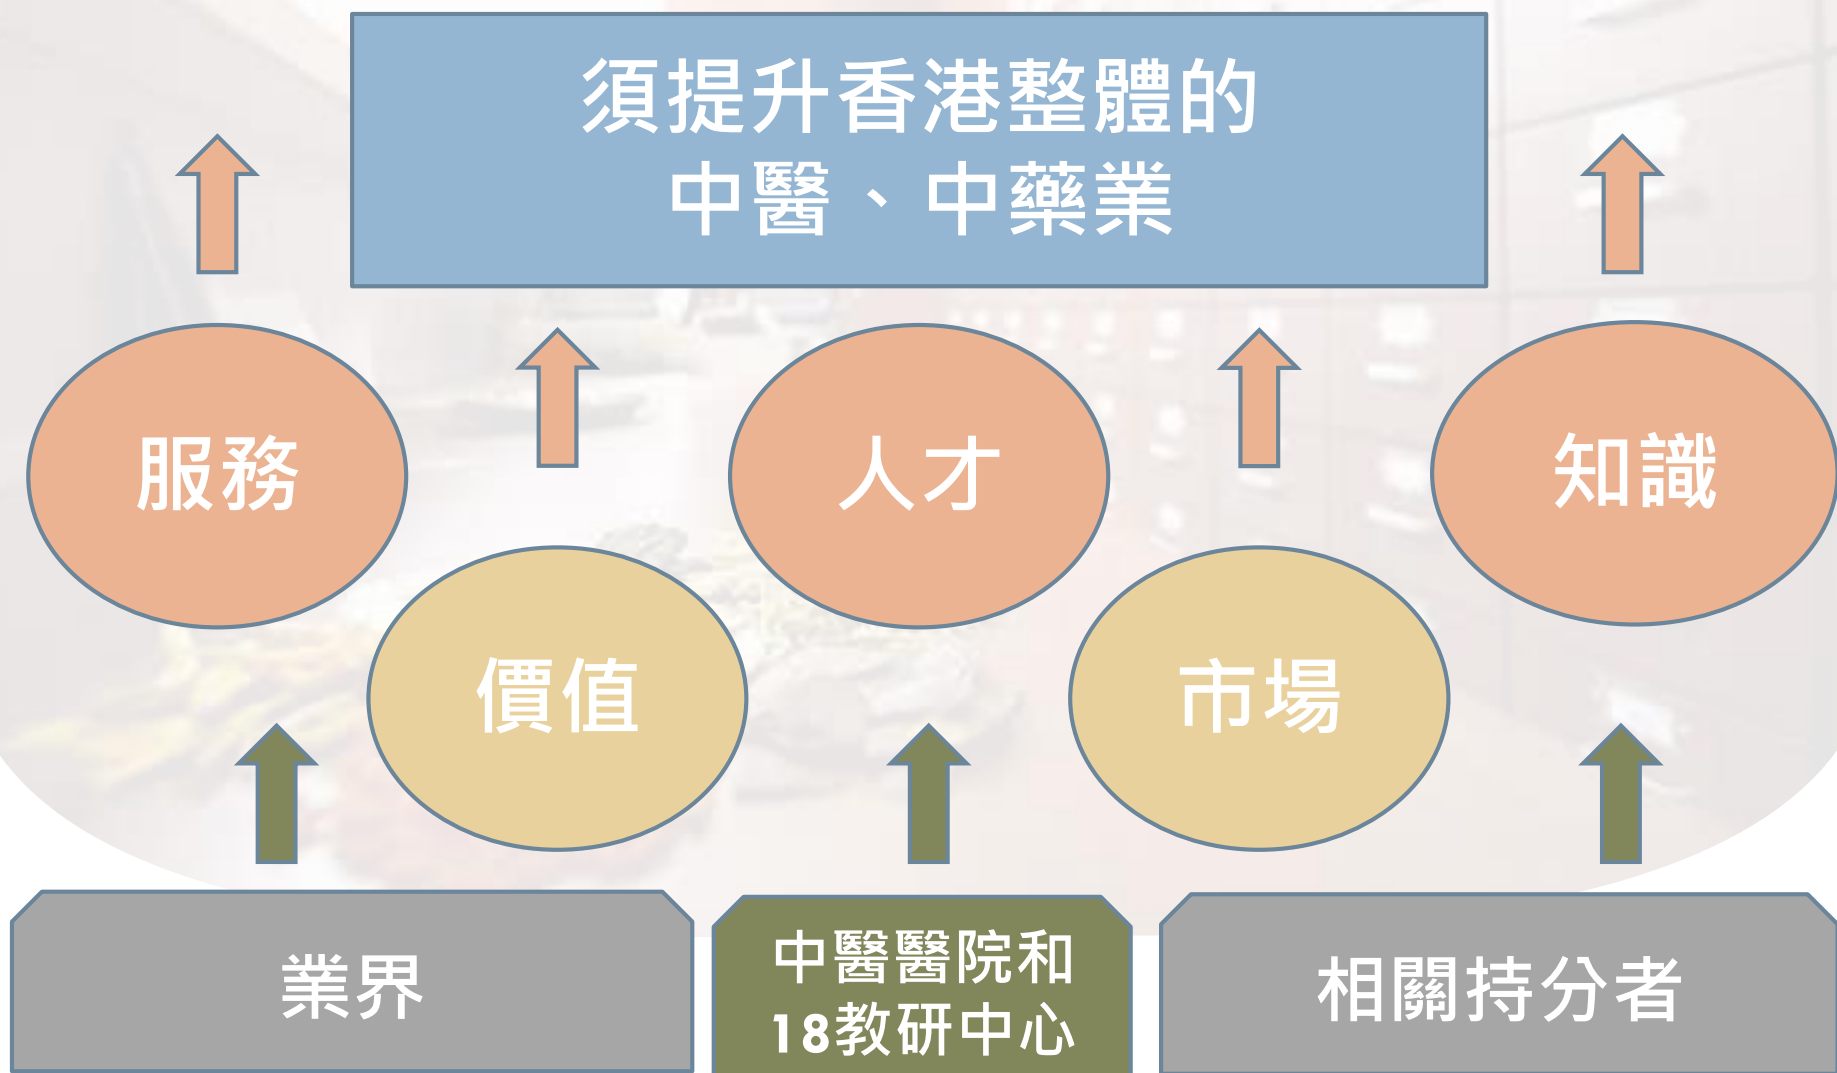 須提升香港整體的
中醫、中藥業
服務
人才
知識
價值
市場
業界
中醫醫院和
18教研中心
相關持分者